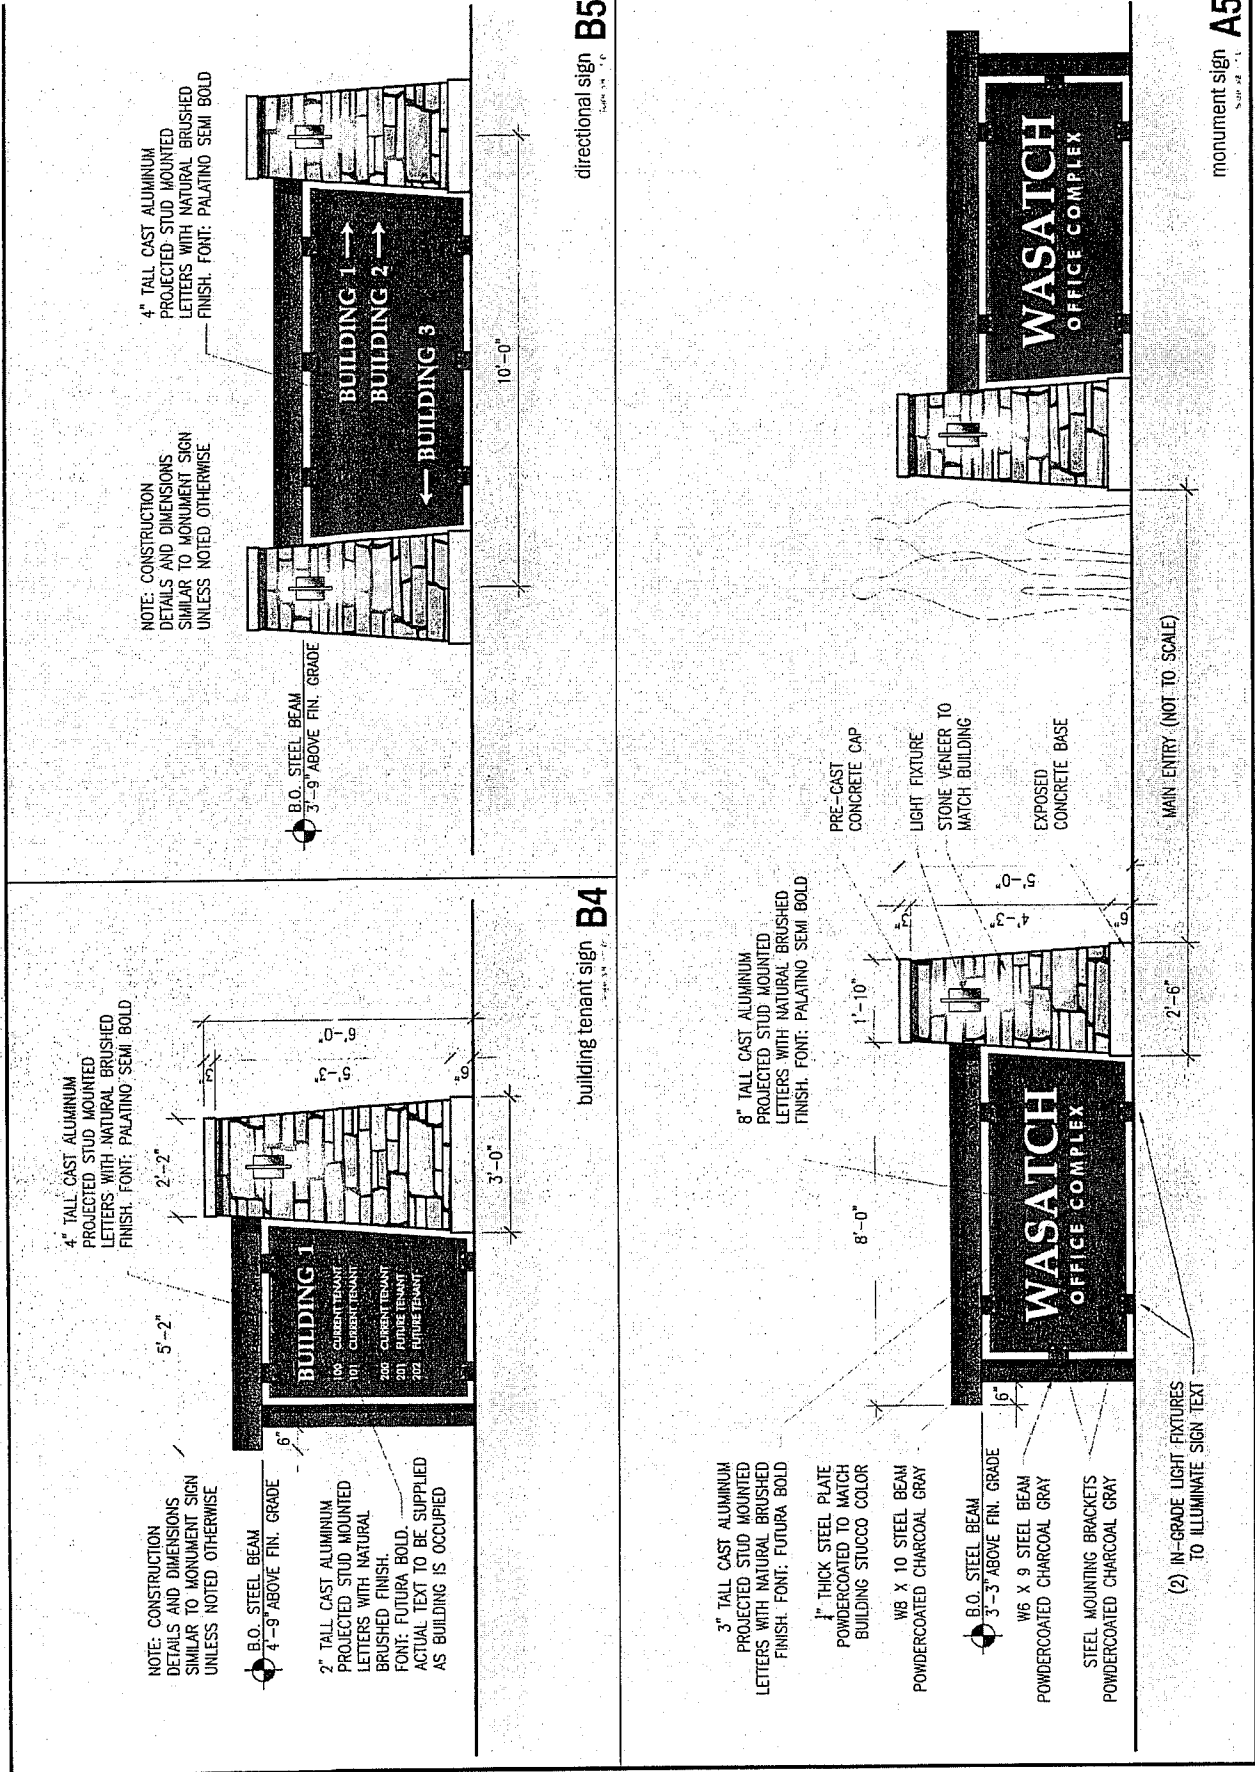 NOTE: CONSTRUCTION
DETAILS AND DIMENSIONS
SIMILAR TO MONUMENT SIGN
UNLESS NOTED OTHERWISE
B.O. STEEL BEAM
4'-9" ABOVE FIN. GRADE
2" TALL CAST ALUMINUM
PROJECTED STUD MOUNTED
LETTERS WITH NATURAL
BRUSHED FINISH.
FONT: FUTURA BOLD.
ACTUAL TEXT TO BE SUPPLIED
AS BUILDING IS OCCUPIED
4" TALL CAST ALUMINUM
PROJECTED STUD MOUNTED
LETTERS WITH NATURAL BRUSHED
FINISH. FONT: PALATINO SEMI BOLD
5'-2"
2'-2"
6"
BUILDING 1
100 CURRENT TENANT
101 CURRENT TENANT
200 CURRENT TENANT
201 FUTURE TENANT
202 FUTURE TENANT
3"
5'-3"
6"
6'-0"
3'-0"
building tenant sign B4
NOTE: CONSTRUCTION
DETAILS AND DIMENSIONS
SIMILAR TO MONUMENT SIGN
UNLESS NOTED OTHERWISE
4" TALL CAST ALUMINUM
PROJECTED STUD MOUNTED
LETTERS WITH NATURAL BRUSHED
FINISH. FONT: PALATINO SEMI BOLD
B.O. STEEL BEAM
3'-9" ABOVE FIN. GRADE
BUILDING 1 →
BUILDING 2 →
← BUILDING 3
10'-0"
directional sign B5
3" TALL CAST ALUMINUM
PROJECTED STUD MOUNTED
LETTERS WITH NATURAL BRUSHED
FINISH. FONT: FUTURA BOLD
THICK STEEL PLATE
POWDERCOATED TO MATCH
BUILDING STUCCO COLOR
W8 X 10 STEEL BEAM
POWDERCOATED CHARCOAL GRAY
B.O. STEEL BEAM
3'-3" ABOVE FIN. GRADE
W6 X 9 STEEL BEAM
POWDERCOATED CHARCOAL GRAY
STEEL MOUNTING BRACKETS
POWDERCOATED CHARCOAL GRAY
(2) IN-GRADE LIGHT FIXTURES
TO ILLUMINATE SIGN TEXT
8" TALL CAST ALUMINUM
PROJECTED STUD MOUNTED
LETTERS WITH NATURAL BRUSHED
FINISH. FONT: PALATINO SEMI BOLD
8'-0"
1'-10"
6"
WASATCH
OFFICE COMPLEX
3"
4'-3"
6"
5'-0"
2'-6"
PRE-CAST
CONCRETE CAP
LIGHT FIXTURE
STONE VENEER TO
MATCH BUILDING
EXPOSED
CONCRETE BASE
MAIN ENTRY (NOT TO SCALE)
WASATCH
OFFICE COMPLEX
monument sign A5